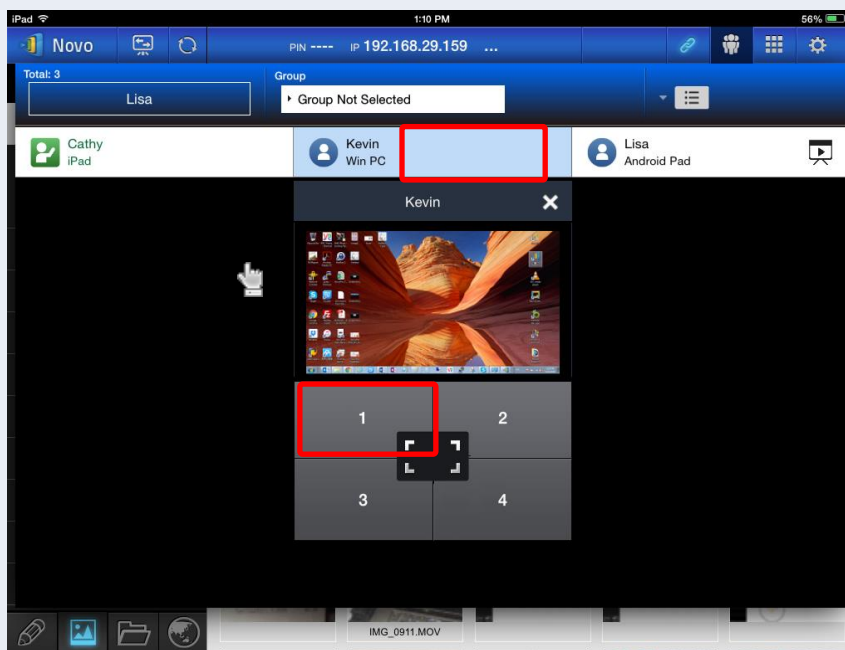 iPad
1:10 PM
56%
Novo
PIN ---- IP 192.168.29.159 ...
Total: 3
Lisa
Group
Group Not Selected
Cathy
iPad
Kevin
Win PC
Lisa
Android Pad
Kevin
1
2
3
4
IMG_0911.MOV